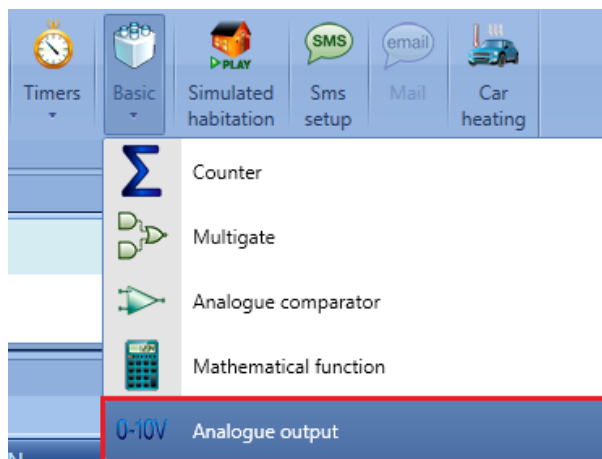 PLAY
SMS
email
Timers
Basic
Simulated
habitation
Sms
setup
Mail
Car
heating
Counter
Multigate
Analogue comparator
Mathematical function
0-10V Analogue output